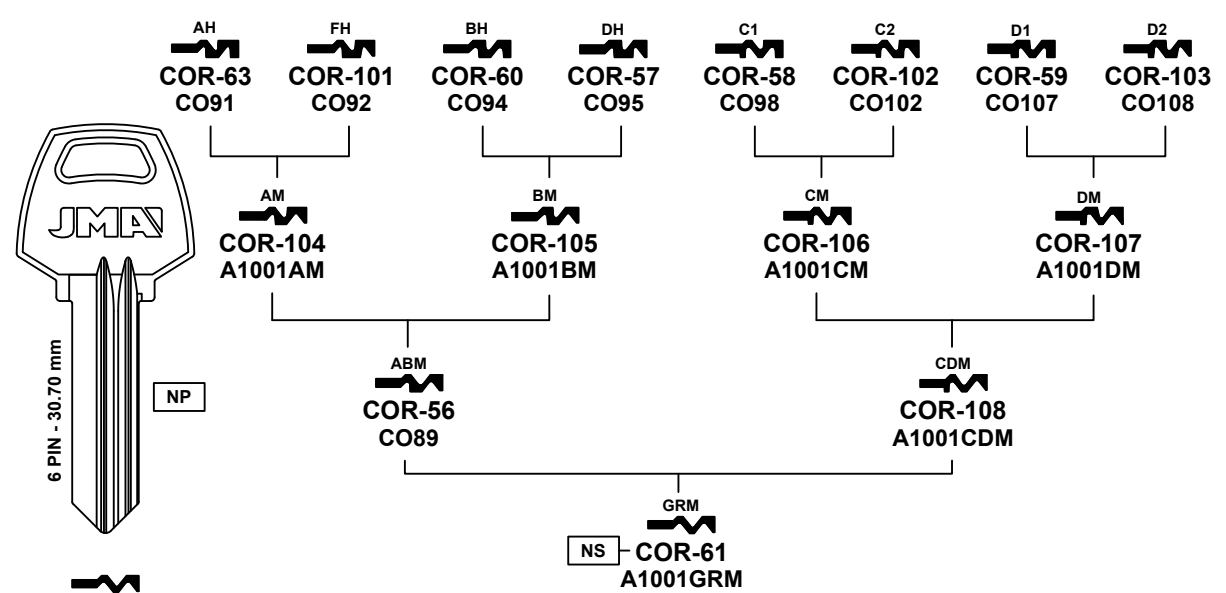 AH FH BH DH C1 C2 D1 D2
COR-63 COR-101 COR-60 COR-57 COR-58 COR-102 COR-59 COR-103
CO91 CO92 CO94 CO95 CO98 CO102 CO107 CO108
JMA
AM BM CM DM
COR-104 COR-105 COR-106 COR-107
A1001AM A1001BM A1001CM A1001DM
6 PIN - 30.70 mm
NP
ABM CDM
COR-56 COR-108
CO89 A1001CDM
GRM
NS COR-61
A1001GRM